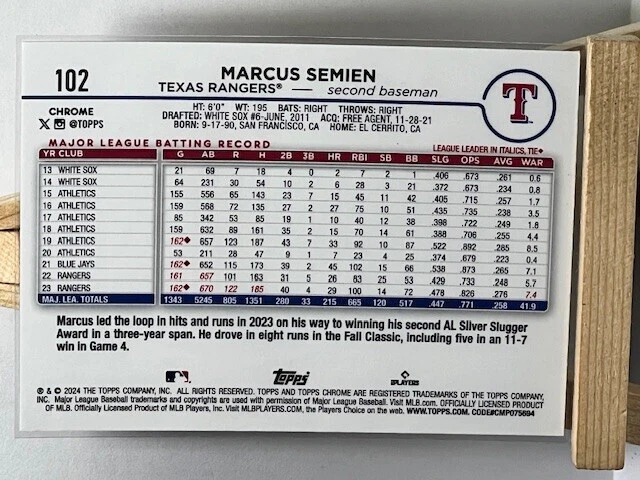 102
MARCUS SEMIEN
TEXAS RANGERS® — second baseman
T
CHROME
@TOPPS
HT: 6'0" WT: 195 BATS: RIGHT THROWS: RIGHT
DRAFTED: WHITE SOX #6-JUNE, 2011 ACQ: FREE AGENT, 11-28-21
BORN: 9-17-90, SAN FRANCISCO, CA HOME: EL CERRITO, CA
MAJOR LEAGUE BATTING RECORD LEAGUE LEADER IN ITALICS, TIE♦
YR CLUB G AB R H 2B 3B HR RBI SB BB SLG OPS AVG WAR
13 WHITE SOX 21 69 7 18 4 0 2 7 2 1 .406 .673 .261 0.6
14 WHITE SOX 64 231 30 54 10 2 6 28 3 21 .372 .673 .234 0.8
15 ATHLETICS 155 556 65 143 23 7 15 45 11 42 .405 .715 .257 1.7
16 ATHLETICS 159 568 72 135 27 2 27 75 10 51 .435 .735 .238 3.5
17 ATHLETICS 85 342 53 85 19 1 10 40 12 38 .398 .722 .249 1.8
18 ATHLETICS 159 632 89 161 35 2 15 70 14 61 .388 .706 .255 4.4
19 ATHLETICS 162♦ 657 123 187 43 7 33 92 10 87 .522 .892 .285 8.5
20 ATHLETICS 53 211 28 47 9 1 7 23 4 25 .374 .679 .223 0.4
21 BLUE JAYS 162♦ 652 115 173 39 2 45 102 15 66 .538 .873 .265 7.1
22 RANGERS 161 657 101 163 31 5 26 83 25 53 .429 .733 .248 5.7
23 RANGERS 162♦ 670 122 185 40 4 29 100 14 72 .478 .826 .276 7.4
MAJ. LEA. TOTALS 1343 5245 805 1351 280 33 215 665 120 517 .447 .771 .258 41.9
Marcus led the loop in hits and runs in 2023 on his way to winning his second AL Sliver Slugger
Award in a three-year span. He drove in eight runs in the Fall Classic, including five in an 11-7
win in Game 4.
Topps
PLAYERS
® & © 2024 THE TOPPS COMPANY, INC. ALL RIGHTS RESERVED. TOPPS AND TOPPS CHROME ARE REGISTERED TRADEMARKS OF THE TOPPS COMPANY,
INC. Major League Baseball trademarks and copyrights are used with permission of Major League Baseball. Visit MLB.com. OFFICIALLY LICENSED PRODUCT
OF MLB. Officially Licensed Product of MLB Players, Inc. Visit MLBPLAYERS.COM, the Players Choice on the web. WWW.TOPPS.COM. CODE#CMP075694